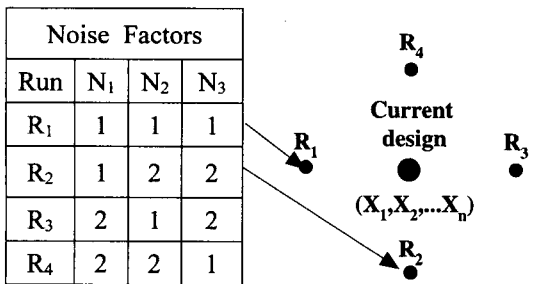 Noise Factors
Run N₁ N₂ N₃
R₁ 1 1 1
R₂ 1 2 2
R₃ 2 1 2
R₄ 2 2 1
R₄
Current
design
R₁
R₃
(X₁,X₂,...Xₙ)
R₂